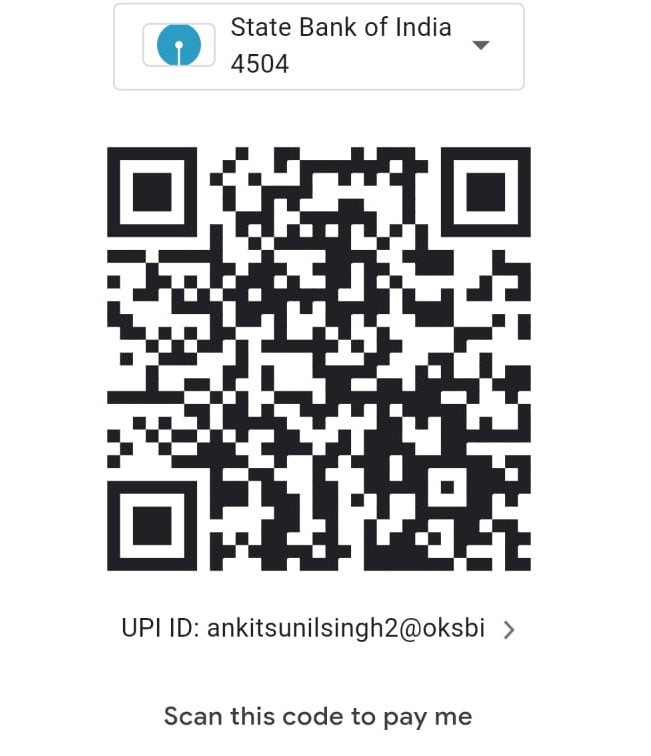 State Bank of India
4504
UPI ID: ankitsunilsingh2@oksbi
Scan this code to pay me